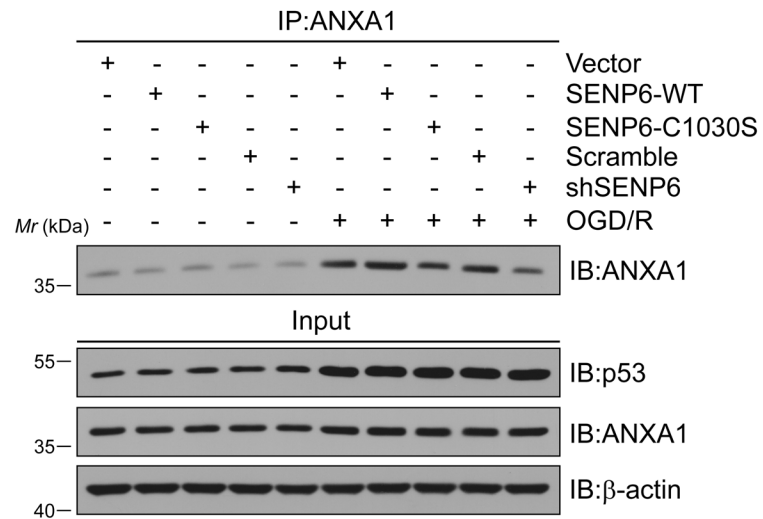 IP:ANXA1
+ - - - - + - - - - Vector
- + - - - - + - - - SENP6-WT
- - + - - - - + - - SENP6-C1030S
- - - + - - - - + - Scramble
- - - - + - - - - + shSENP6
Mr (kDa) - - - - - + + + + + OGD/R
35 IB:ANXA1
Input
55 IB:p53
35 IB:ANXA1
40 IB:β-actin